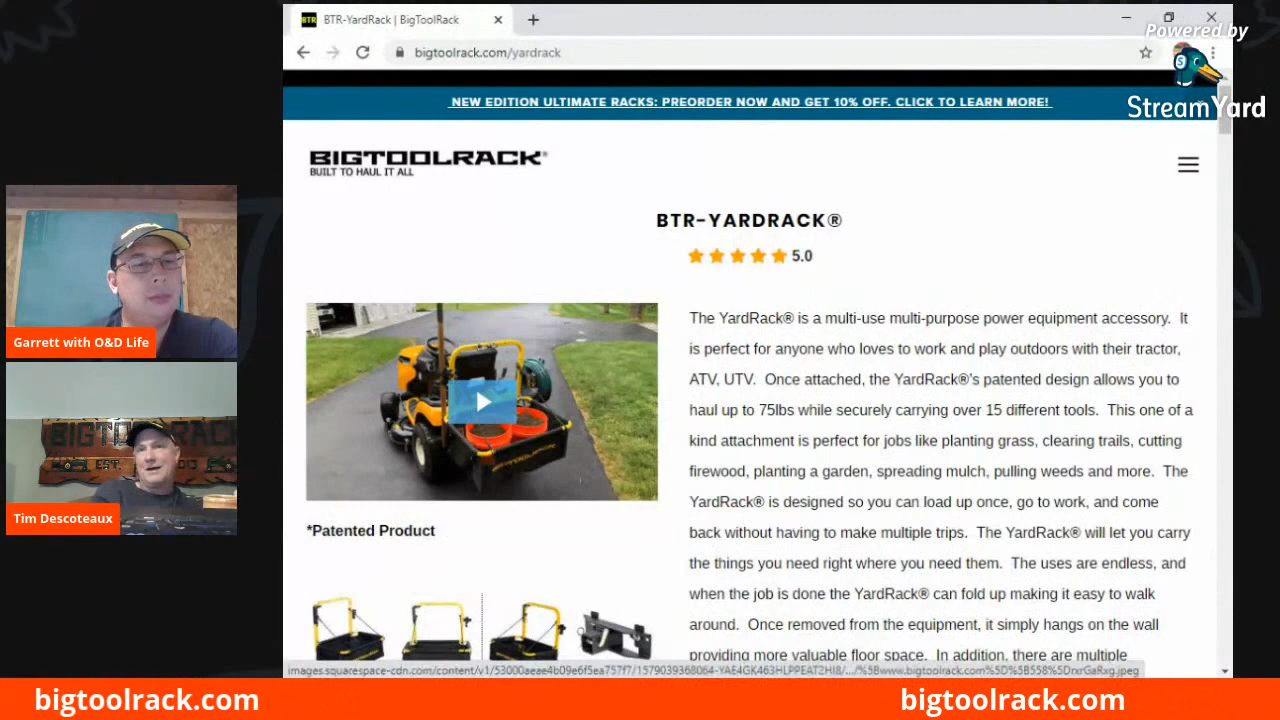 BTR
BTR-YardRack | BigToolRack
bigtoolrack.com/yardrack
Powered by
S
StreamYard
NEW EDITION ULTIMATE RACKS: PREORDER NOW AND GET 10% OFF. CLICK TO LEARN MORE!
BIGTOOLRACK®
BUILT TO HAUL IT ALL
BTR-YARDRACK®
5.0
The YardRack® is a multi-use multi-purpose power equipment accessory. It
is perfect for anyone who loves to work and play outdoors with their tractor,
ATV, UTV. Once attached, the YardRack®'s patented design allows you to
haul up to 75lbs while securely carrying over 15 different tools. This one of a
kind attachment is perfect for jobs like planting grass, clearing trails, cutting
firewood, planting a garden, spreading mulch, pulling weeds and more. The
YardRack® is designed so you can load up once, go to work, and come
back without having to make multiple trips. The YardRack® will let you carry
the things you need right where you need them. The uses are endless, and
when the job is done the YardRack® can fold up making it easy to walk
around. Once removed from the equipment, it simply hangs on the wall
providing more valuable floor space. In addition, there are multiple
BIGTOOLRACK
*Patented Product
Garrett with O&D Life
BIGTOOLRACK
EST.
Tim Descoteaux
bigtoolrack.com
bigtoolrack.com